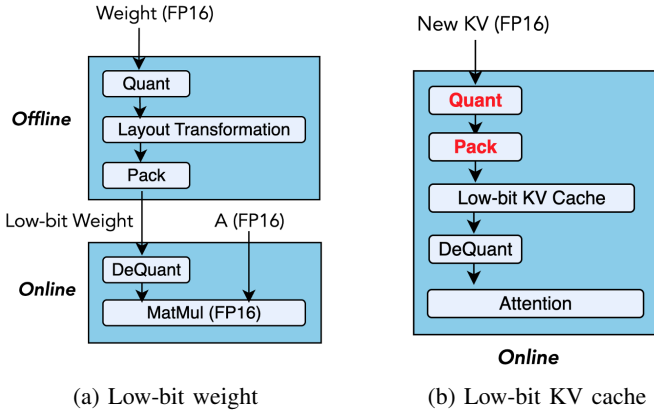 Weight (FP16)
Quant
Offline
Layout Transformation
Pack
Low-bit Weight
A (FP16)
DeQuant
Online
MatMul (FP16)
(a) Low-bit weight
New KV (FP16)
Quant
Pack
Low-bit KV Cache
DeQuant
Attention
Online
(b) Low-bit KV cache